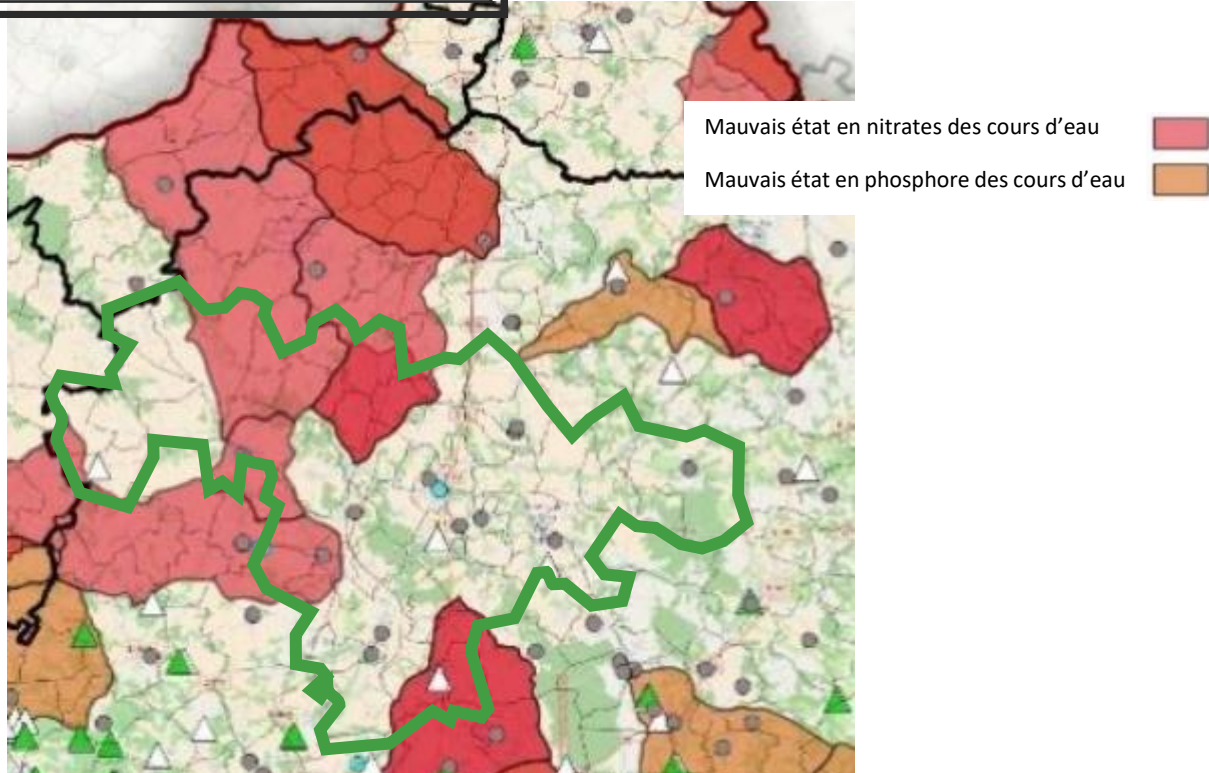 Mauvais état en nitrates des cours d’eau
Mauvais état en phosphore des cours d’eau